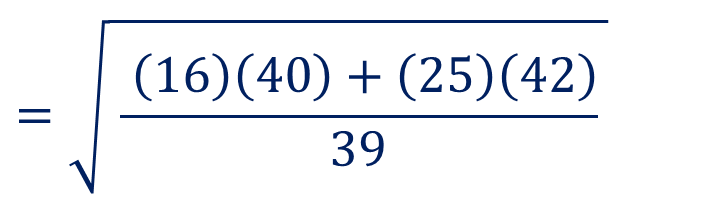 = √((16)(40) + (25)(42) / 39)